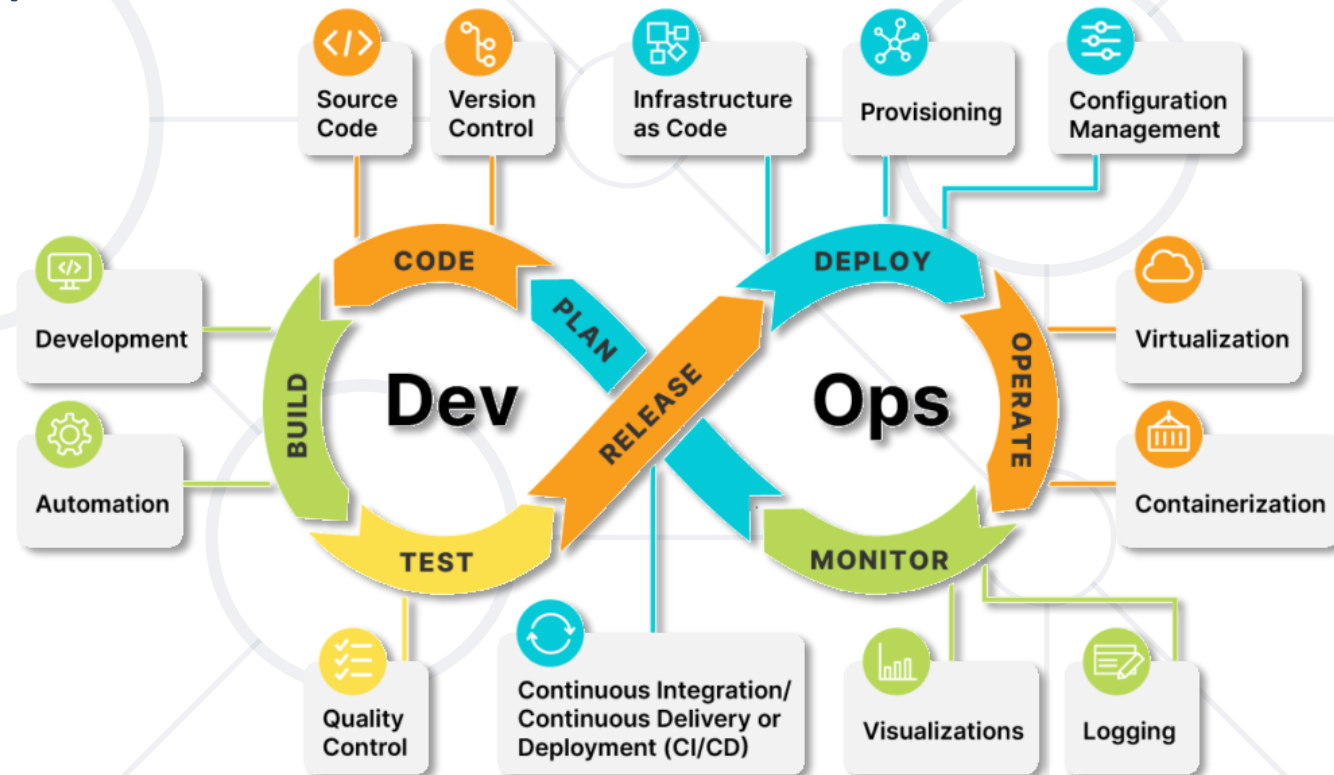 Source
Code
Version
Control
Infrastructure
as Code
Provisioning
Configuration
Management
CODE
DEPLOY
PLAN
Development
Virtualization
BUILD
Dev
RELEASE
Ops
OPERATE
Automation
Containerization
TEST
MONITOR
Quality
Control
Continuous Integration/
Continuous Delivery or
Deployment (CI/CD)
Visualizations
Logging